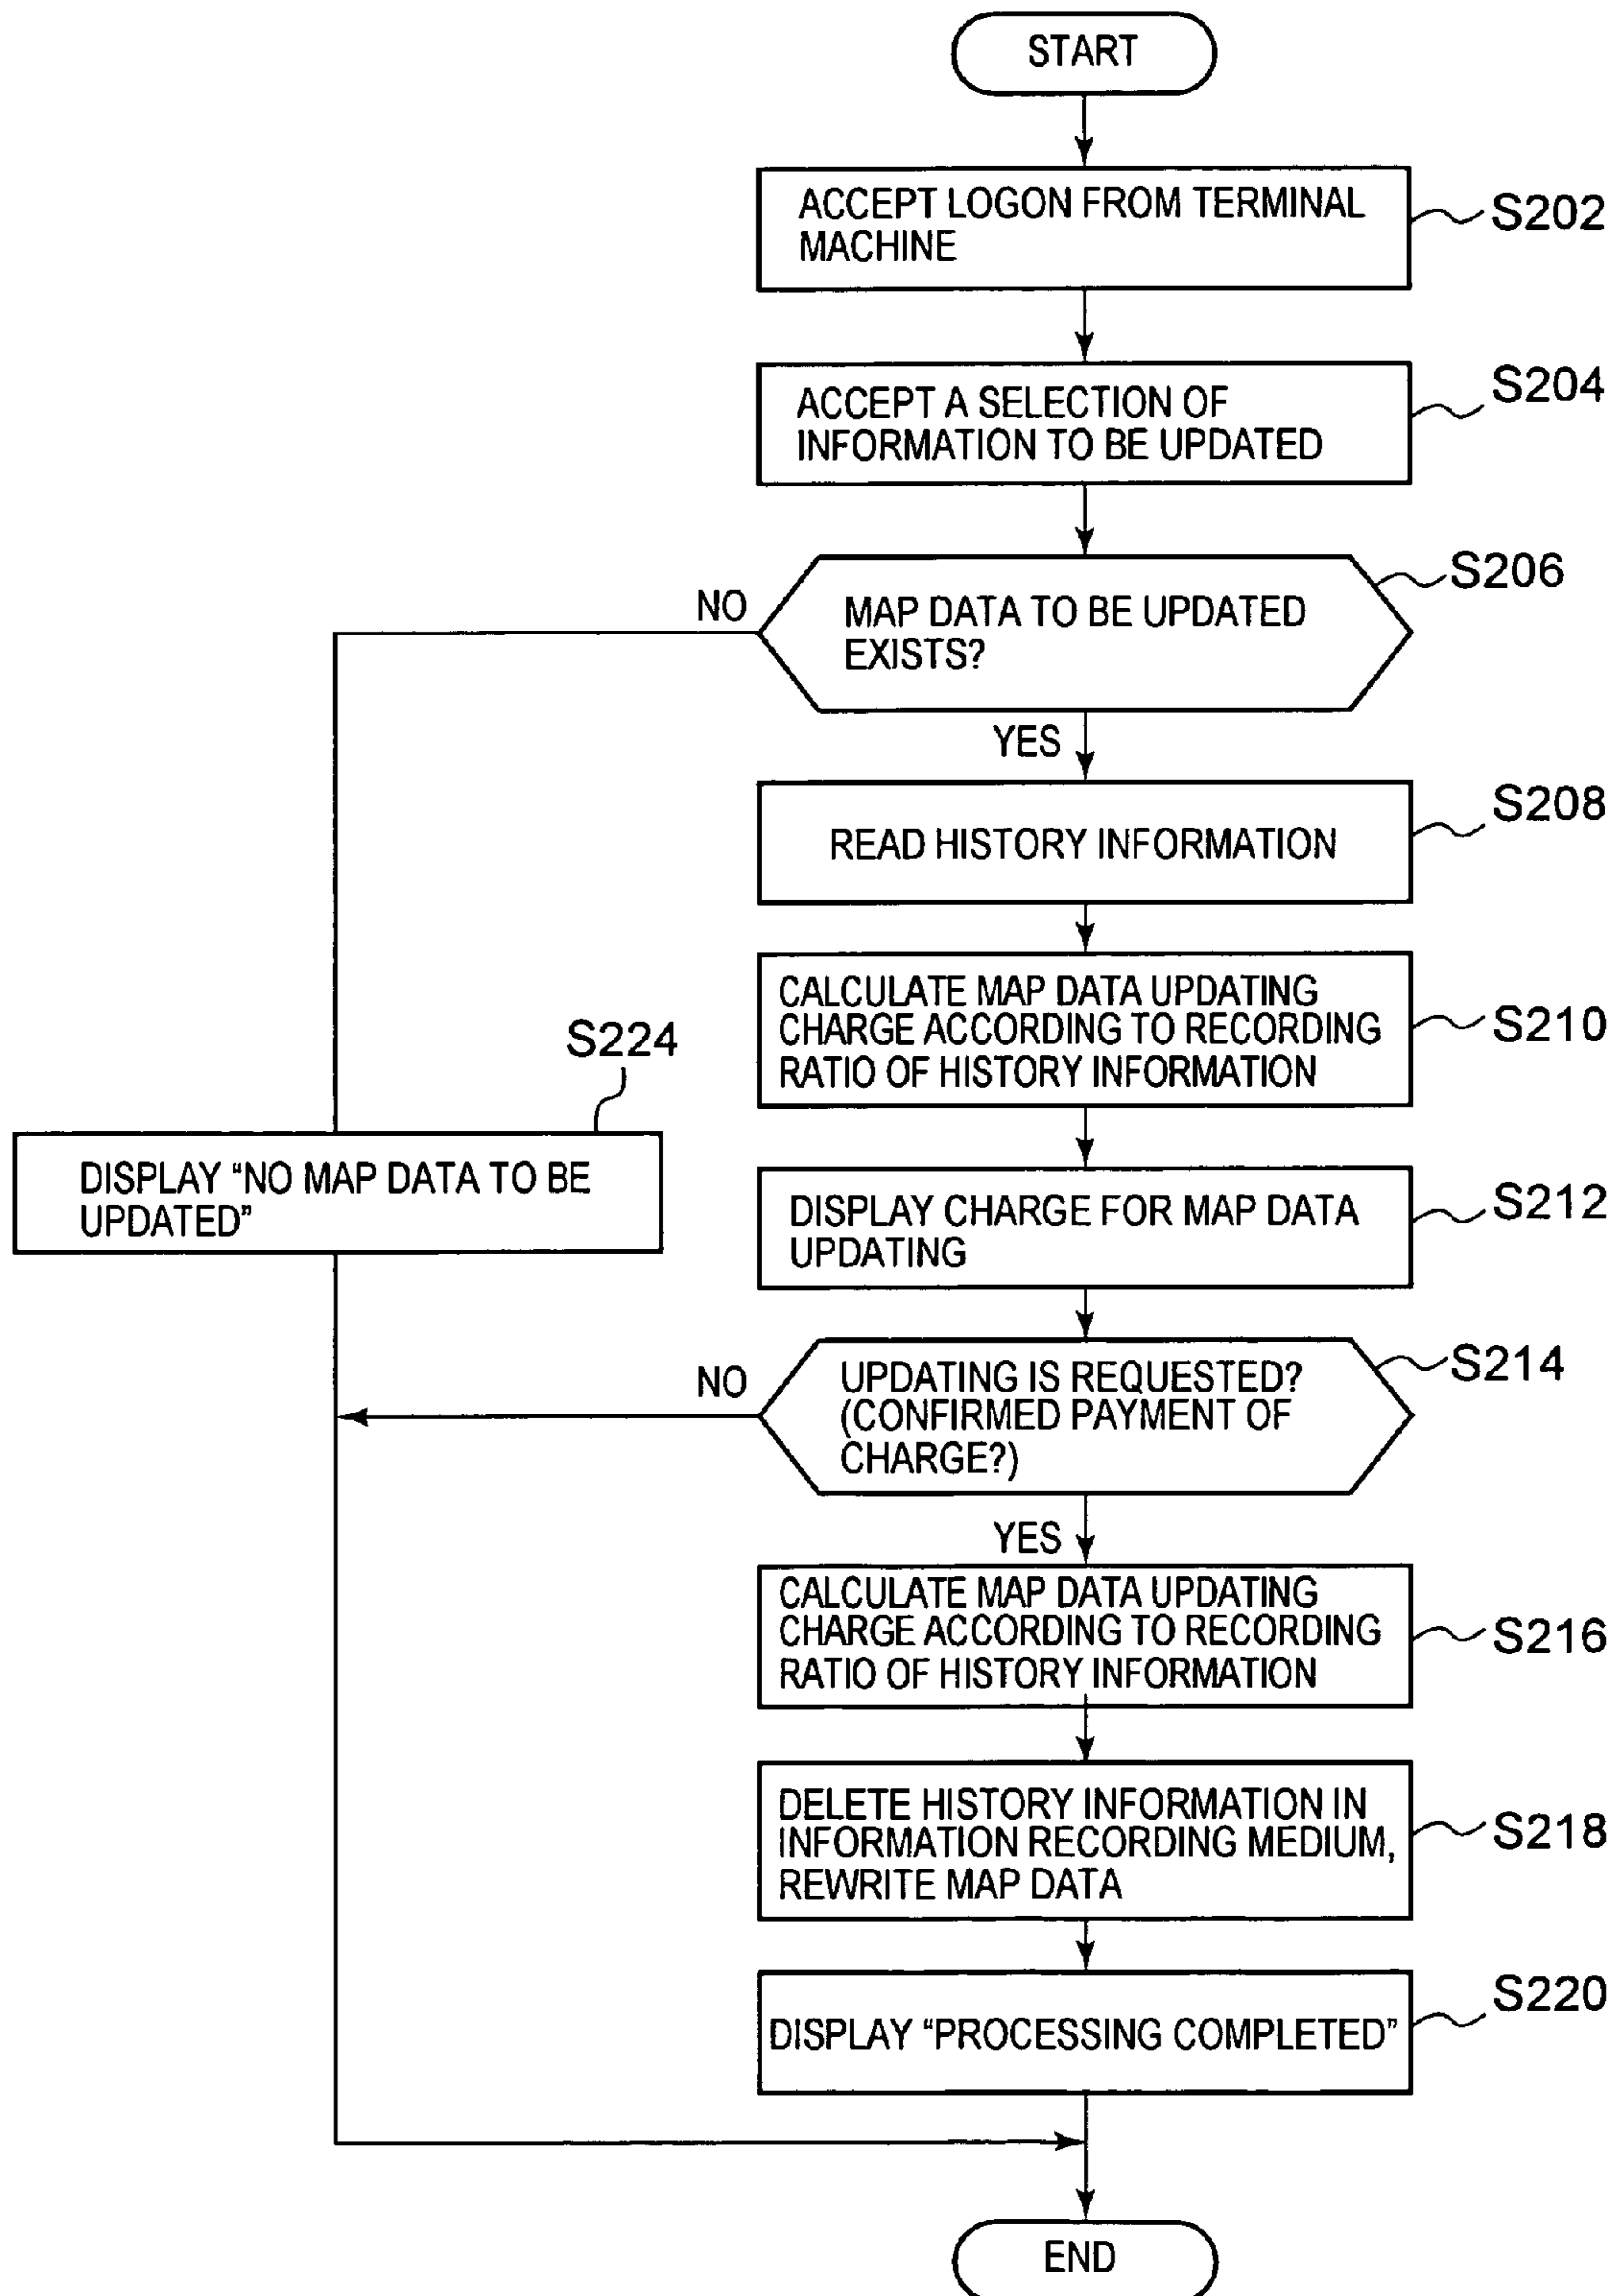 START
ACCEPT LOGON FROM TERMINAL
MACHINE
S202
ACCEPT A SELECTION OF
INFORMATION TO BE UPDATED
S204
MAP DATA TO BE UPDATED
EXISTS?
S206
NO
YES
READ HISTORY INFORMATION
S208
CALCULATE MAP DATA UPDATING
CHARGE ACCORDING TO RECORDING
RATIO OF HISTORY INFORMATION
S210
S224
DISPLAY “NO MAP DATA TO BE
UPDATED”
DISPLAY CHARGE FOR MAP DATA
UPDATING
S212
UPDATING IS REQUESTED?
(CONFIRMED PAYMENT OF
CHARGE?)
S214
NO
YES
CALCULATE MAP DATA UPDATING
CHARGE ACCORDING TO RECORDING
RATIO OF HISTORY INFORMATION
S216
DELETE HISTORY INFORMATION IN
INFORMATION RECORDING MEDIUM,
REWRITE MAP DATA
S218
DISPLAY “PROCESSING COMPLETED”
S220
END